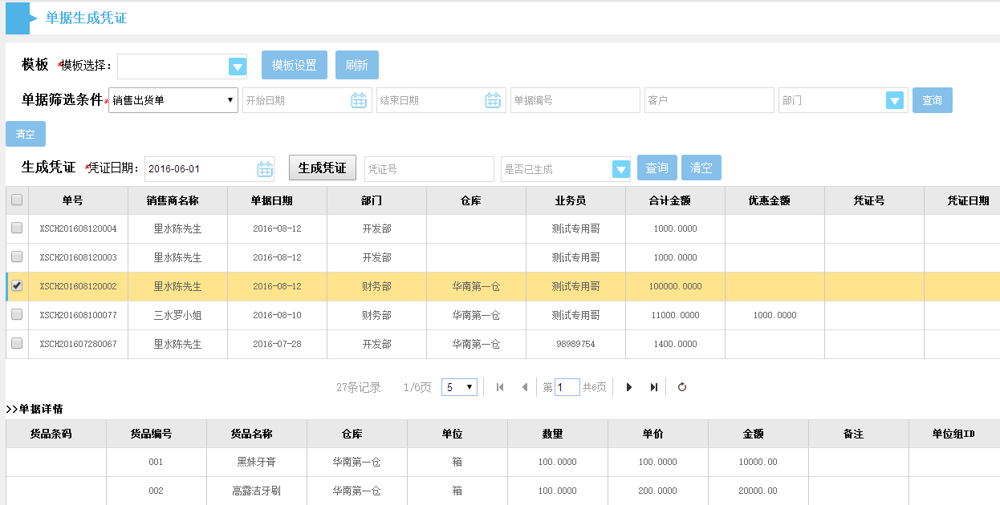 单据生成凭证
模板 *模板选择： 模板设置 刷新
单据筛选条件* 销售出货单 开始日期 结束日期 单据编号 客户 部门 查询
清空
生成凭证 *凭证日期： 2016-06-01 生成凭证 凭证号 是否已生成 查询 清空
单号 销售商名称 单据日期 部门 仓库 业务员 合计金额 优惠金额 凭证号 凭证日期
XSCH201608120004 里水陈先生 2016-08-12 开发部 测试专用哥 1000.0000
XSCH201608120003 里水陈先生 2016-08-12 开发部 测试专用哥 1000.0000
XSCH201608120002 里水陈先生 2016-08-12 财务部 华南第一仓 测试专用哥 100000.0000
XSCH201608100077 三水罗小姐 2016-08-10 财务部 华南第一仓 测试专用哥 11000.0000 1000.0000
XSCH201607280067 里水陈先生 2016-07-28 开发部 华南第一仓 98989754 1400.0000
27条记录 1/6页 5 第 1 共6页
>>单据详情
货品条码 货品编号 货品名称 仓库 单位 数量 单价 金额 备注 单位组ID
001 黑妹牙膏 华南第一仓 箱 100.0000 100.0000 10000.00
002 高露洁牙刷 华南第一仓 箱 100.0000 200.0000 20000.00